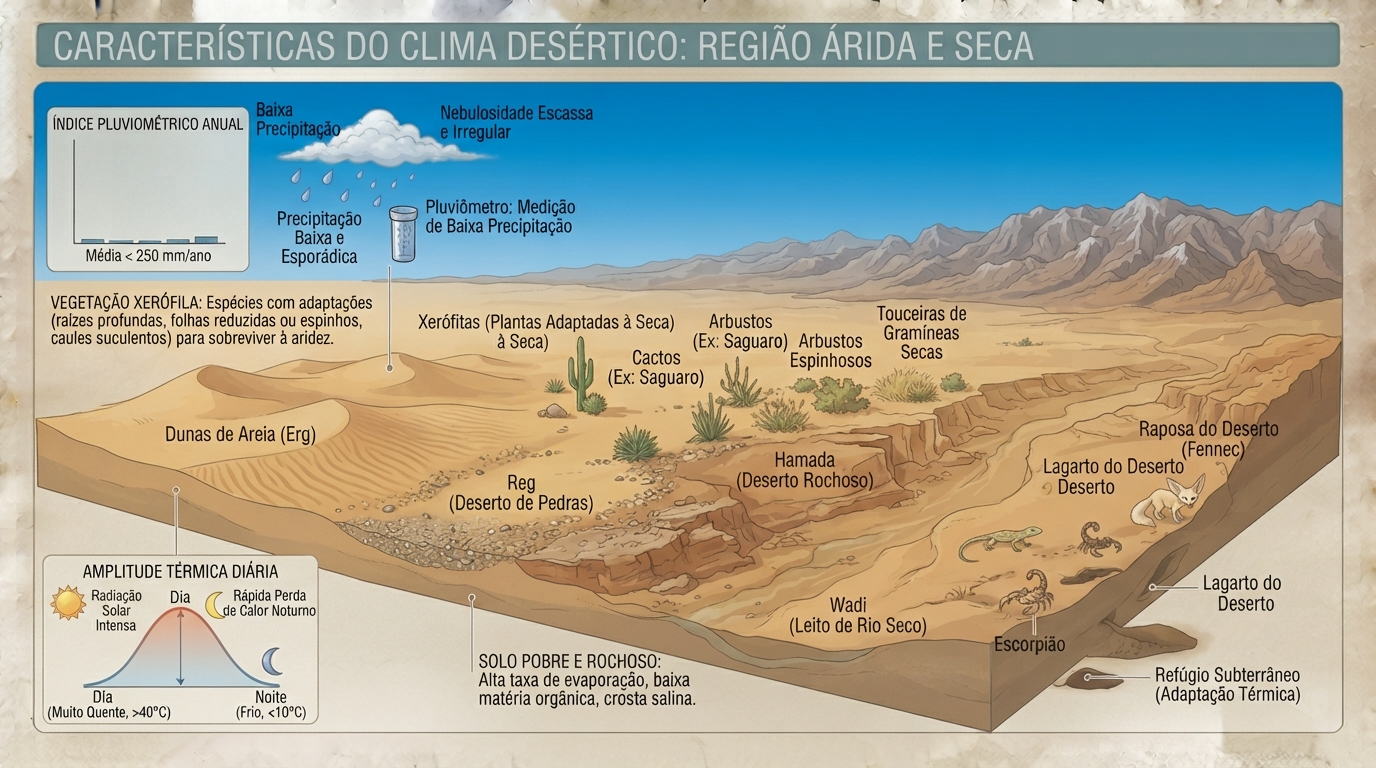 CARACTERÍSTICAS DO CLIMA DESÉRTICO: REGIÃO ÁRIDA E SECA
ÍNDICE PLUVIOMÉTRICO ANUAL
Média < 250 mm/ano
Baixa
Precipitação
Nebulosidade Escassa
e Irregular
Precipitação
Baixa e
Esporádica
Pluviômetro: Medição
de Baixa Precipitação
VEGETAÇÃO XERÓFILA: Espécies com adaptações
(raízes profundas, folhas reduzidas ou espinhos,
caules suculentos) para sobreviver à aridez.
Xerófitas (Plantas Adaptadas à Seca)
à Seca)
Cactos
(Ex: Saguaro)
Arbustos
(Ex: Saguaro)
Arbustos
Espinhosos
Touceiras de
Gramíneas
Secas
Dunas de Areia (Erg)
Reg
(Deserto de Pedras)
Hamada
(Deserto Rochoso)
Raposa do Deserto
(Fennec)
Lagarto do Deserto
Deserto
Wadi
(Leito de Rio Seco)
Escorpião
Lagarto do
Deserto
Refúgio Subterrâneo
(Adaptação Térmica)
SOLO POBRE E ROCHOSO:
Alta taxa de evaporação, baixa
matéria orgânica, crosta salina.
AMPLITUDE TÉRMICA DIÁRIA
Radiação
Solar
Intensa
Dia
Rápida Perda
de Calor Noturno
Día
(Muito Quente, >40ºC)
Noite
(Frio, <10ºC)